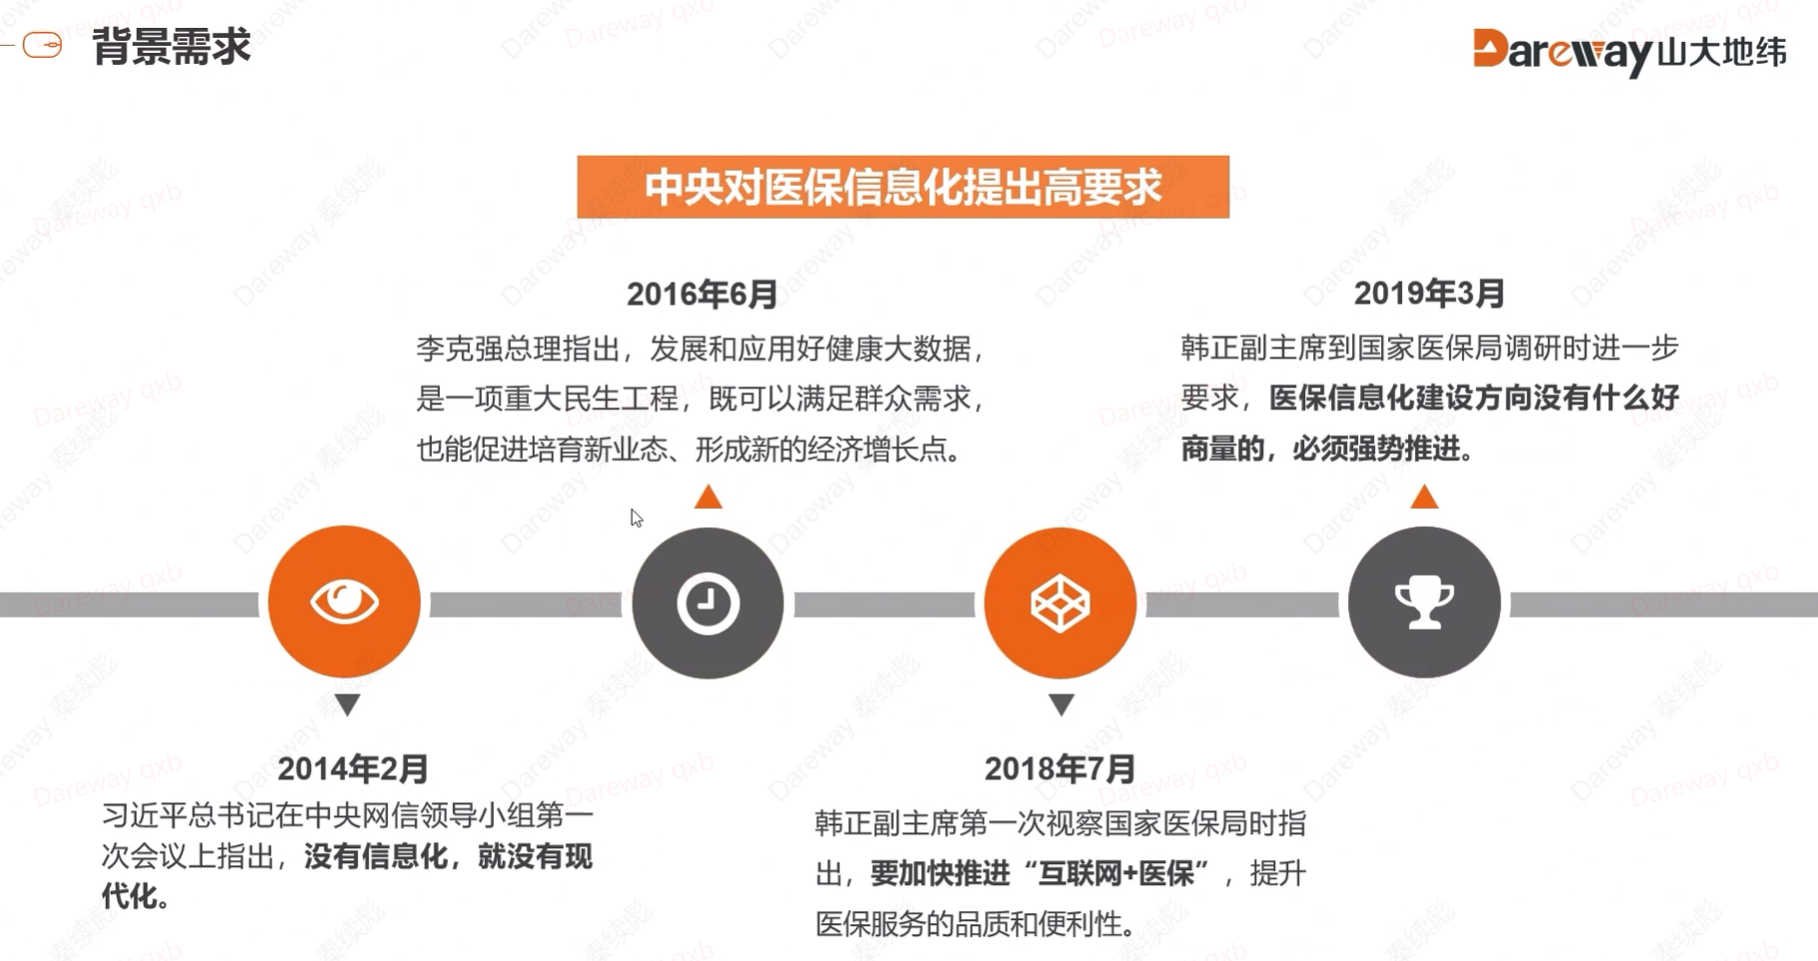 背景需求
Dareway山大地纬
中央对医保信息化提出高要求
2016年6月
李克强总理指出，发展和应用好健康大数据，
是一项重大民生工程，既可以满足群众需求，
也能促进培育新业态、形成新的经济增长点。
2019年3月
韩正副主席到国家医保局调研时进一步
要求，医保信息化建设方向没有什么好
商量的，必须强势推进。
2014年2月
习近平总书记在中央网信领导小组第一
次会议上指出，没有信息化，就没有现
代化。
2018年7月
韩正副主席第一次视察国家医保局时指
出，要加快推进“互联网+医保”，提升
医保服务的品质和便利性。
Dareway qxb
Dareway 秦续彪